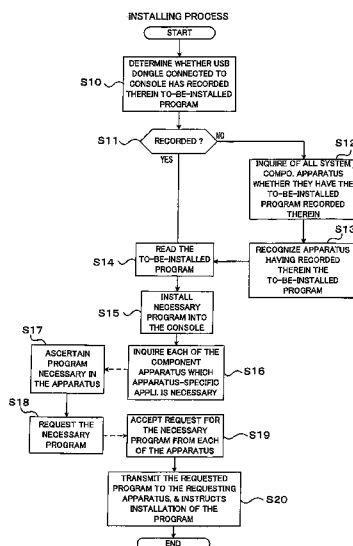 INSTALLING PROCESS
START
S10
DETERMINE WHETHER USB
DONGLE CONNECTED TO
CONSOLE HAS RECORDED
THEREIN TO-BE-INSTALLED
PROGRAM
S11
RECORDED ?
NO
YES
S12
INQUIRE OF ALL SYSTEM
COMPO. APPARATUS
WHETHER THEY HAVE THE
TO-BE-INSTALLED
PROGRAM RECORDED
THEREIN
S13
RECOGNIZE APPARATUS
HAVING RECORDED
THEREIN THE
TO-BE-INSTALLED
PROGRAM
S14
READ THE
TO-BE-INSTALLED
PROGRAM
S15
INSTALL
NECESSARY
PROGRAM INTO
THE CONSOLE
S16
INQUIRE EACH OF THE
COMPONENT
APPARATUS WHICH
APPARATUS-SPECIFIC
APPLI. IS NECESSARY
S17
ASCERTAIN
PROGRAM
NECESSARY IN
THE APPARATUS
S18
REQUEST THE
NECESSARY
PROGRAM
S19
ACCEPT REQUEST FOR
THE NECESSARY
PROGRAM FROM EACH
OF THE APPARATUS
S20
TRANSMIT THE REQUESTED
PROGRAM TO THE REQUESTING
APPARATUS, & INSTRUCTS
INSTALLATION OF THE
PROGRAM
END